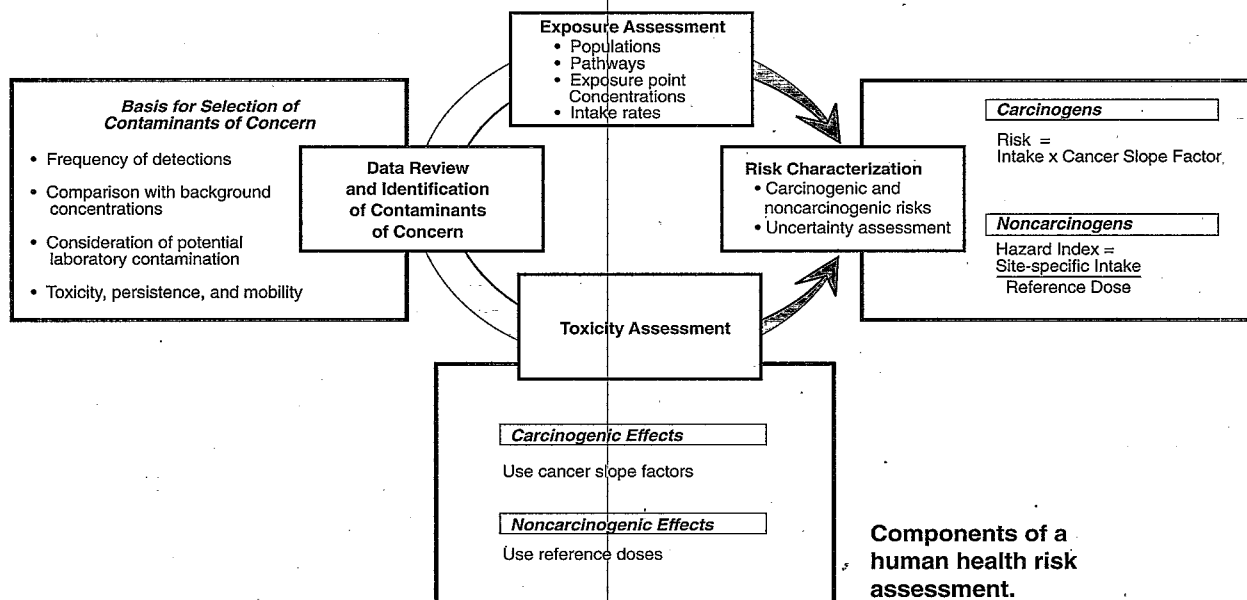 Exposure Assessment
• Populations
• Pathways
• Exposure point
Concentrations
• Intake rates
Basis for Selection of
Contaminants of Concern
• Frequency of detections
• Comparison with background
concentrations
• Consideration of potential
laboratory contamination
• Toxicity, persistence, and mobility
Data Review
and Identification
of Contaminants
of Concern
Risk Characterization
• Carcinogenic and
noncarcinogenic risks
• Uncertainty assessment
Carcinogens
Risk =
Intake x Cancer Slope Factor
Noncarcinogens
Hazard Index =
Site-specific Intake
Reference Dose
Toxicity Assessment
Carcinogenic Effects
Use cancer slope factors
Noncarcinogenic Effects
Use reference doses
Components of a
human health risk
assessment.